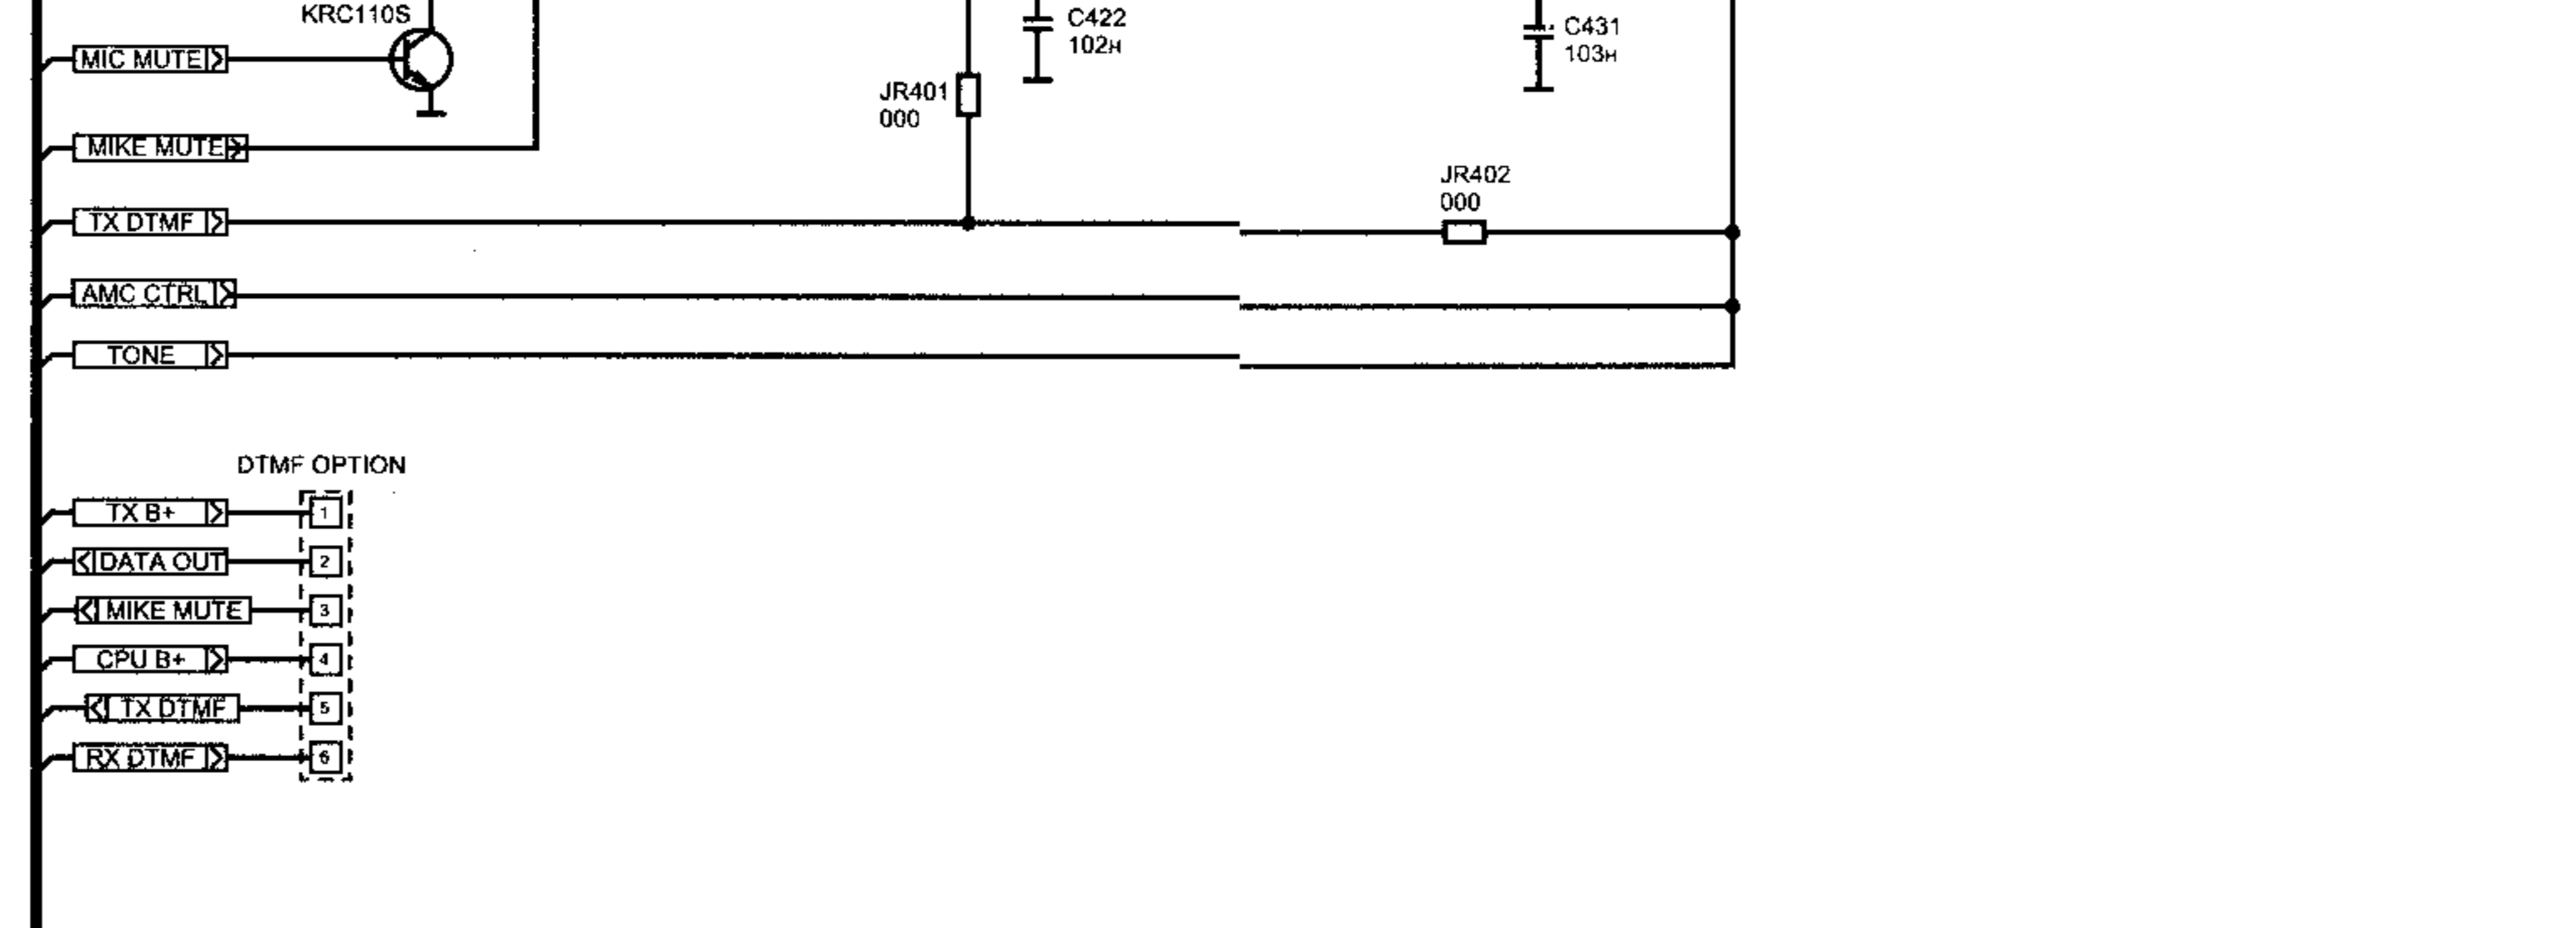 KRC110S
C422
102H
C431
103H
MIC MUTE
JR401
000
MIKE MUTE
JR402
000
TX DTMF
AMC CTRL
TONE
DTMF OPTION
TX B+ 1
DATA OUT 2
MIKE MUTE 3
CPU B+ 4
TX DTMF 5
RX DTMF 6